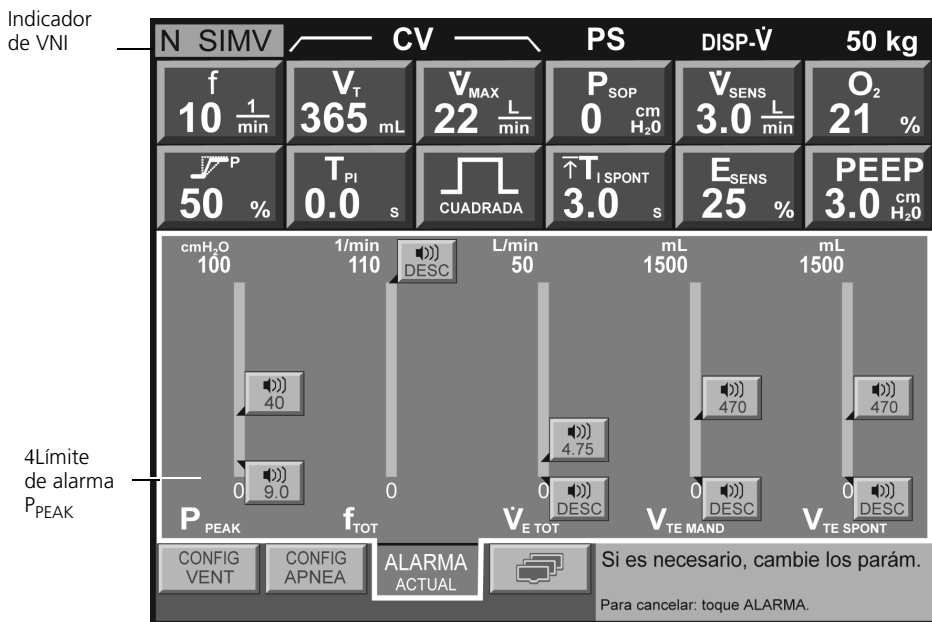 Indicador
de VNI
N SIMV
CV
PS
DISP-V̇
50 kg
f
10 1/min
VT
365 mL
V̇MAX
22 L/min
PSOP
0 cm H₂0
V̇SENS
3.0 L/min
O₂
21 %
P
50 %
TPI
0.0 s
CUADRADA
TI SPONT
3.0 s
ESENS
25 %
PEEP
3.0 cm H₂0
cmH₂O
100
1/min
110
DESC
L/min
50
mL
1500
mL
1500
40
470
470
4.75
4Límite
de alarma
PPEAK
0
9.0
0
0
DESC
0
DESC
0
DESC
PPEAK
fTOT
V̇E TOT
VTE MAND
VTE SPONT
CONFIG
VENT
CONFIG
APNEA
ALARMA
ACTUAL
Si es necesario, cambie los parám.
Para cancelar: toque ALARMA.